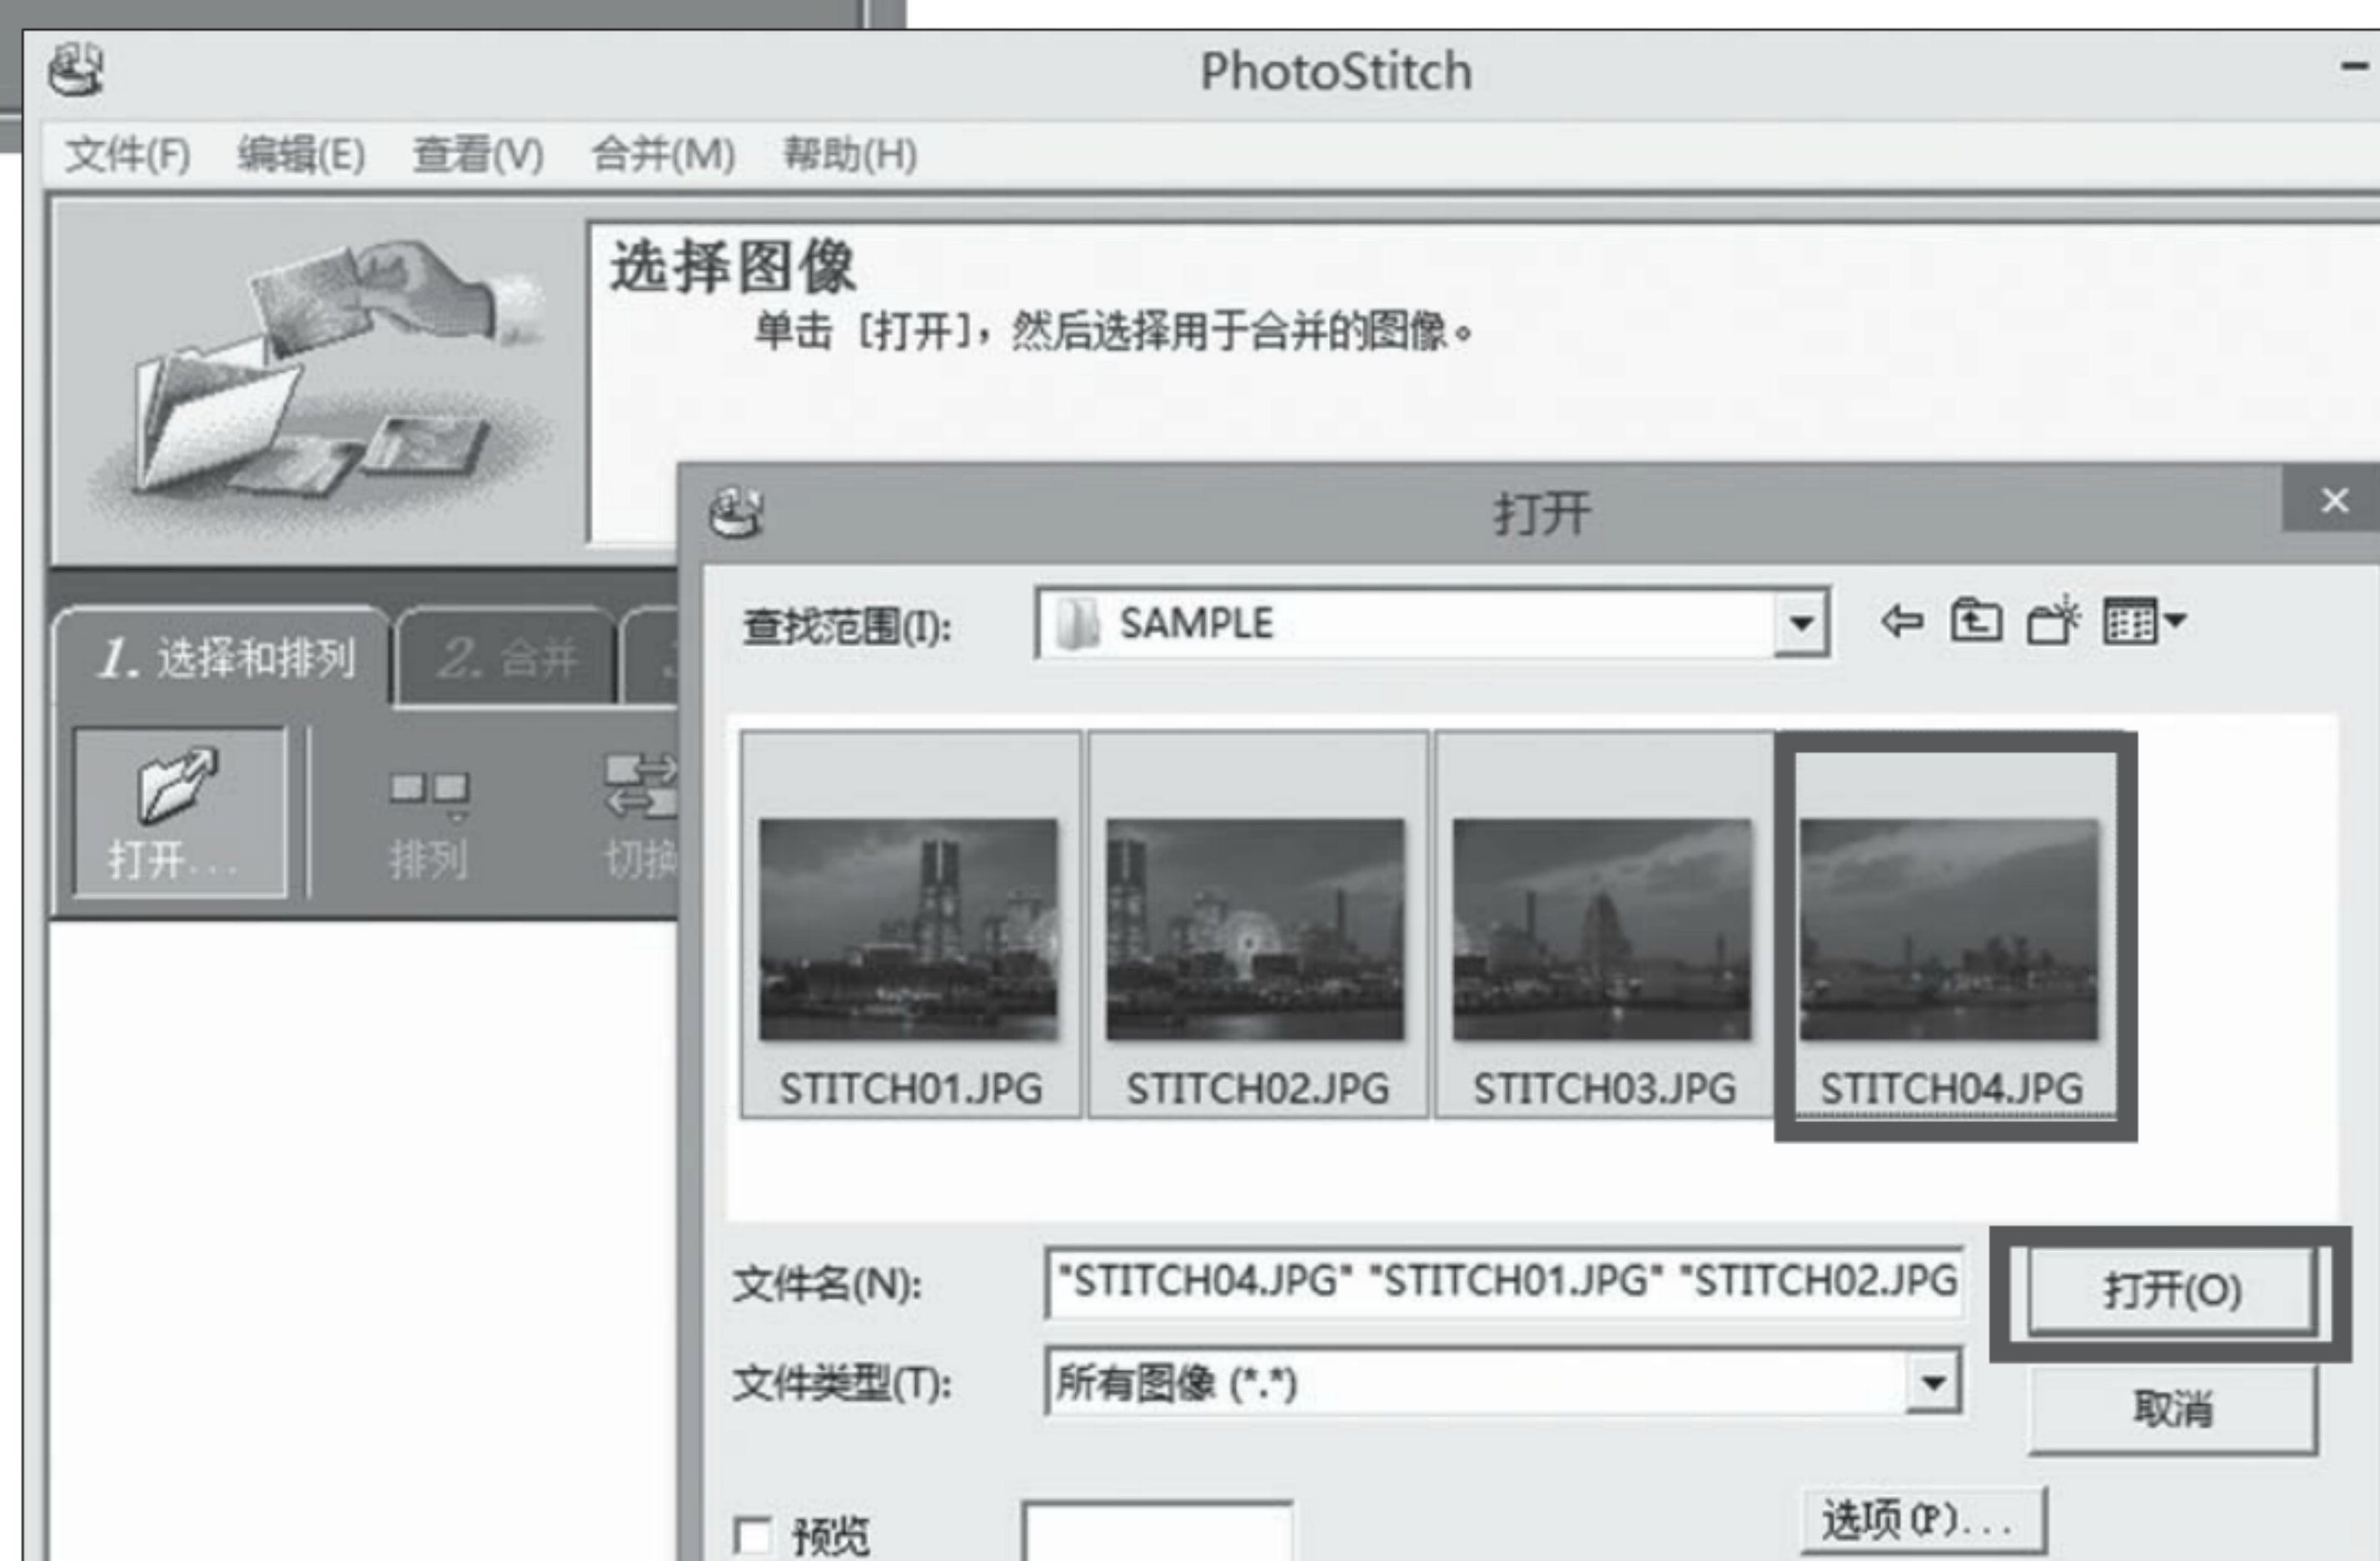 PhotoStitch
文件(F) 编辑(E) 查看(V) 合并(M) 帮助(H)
选择图像
单击 [打开]，然后选择用于合并的图像。
打开
查找范围(I): SAMPLE
1. 选择和排列 2. 合并
打开... 排列 切换
STITCH01.JPG STITCH02.JPG STITCH03.JPG STITCH04.JPG
文件名(N): "STITCH04.JPG" "STITCH01.JPG" "STITCH02.JPG 打开(O)
文件类型(T): 所有图像 (*.*)
取消
预览 选项(P)...